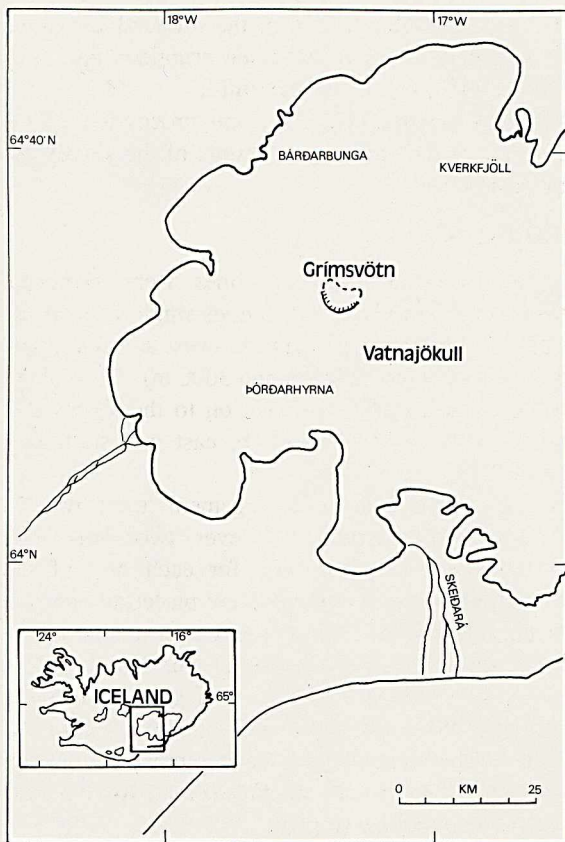 18°W 17°W
64°40'N
BÁRÐARBUNGA
KVERKFJÖLL
Grímsvötn
Vatnajökull
ÞÓRÐARHYRNA
64°N
SKEIÐARÁ
24° 16°
ICELAND 65°
0 KM 25